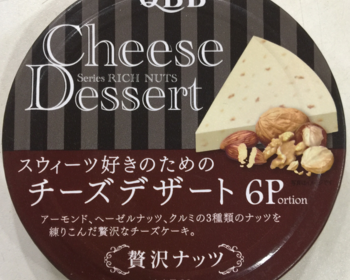 QBB
Cheese
Series RICH NUTS
Dessert
スウィーツ好きのための
チーズデザート 6Portion
アーモンド、ヘーゼルナッツ、クルミの3種類のナッツを
練りこんだ贅沢なチーズケーキ。
贅沢ナッツ